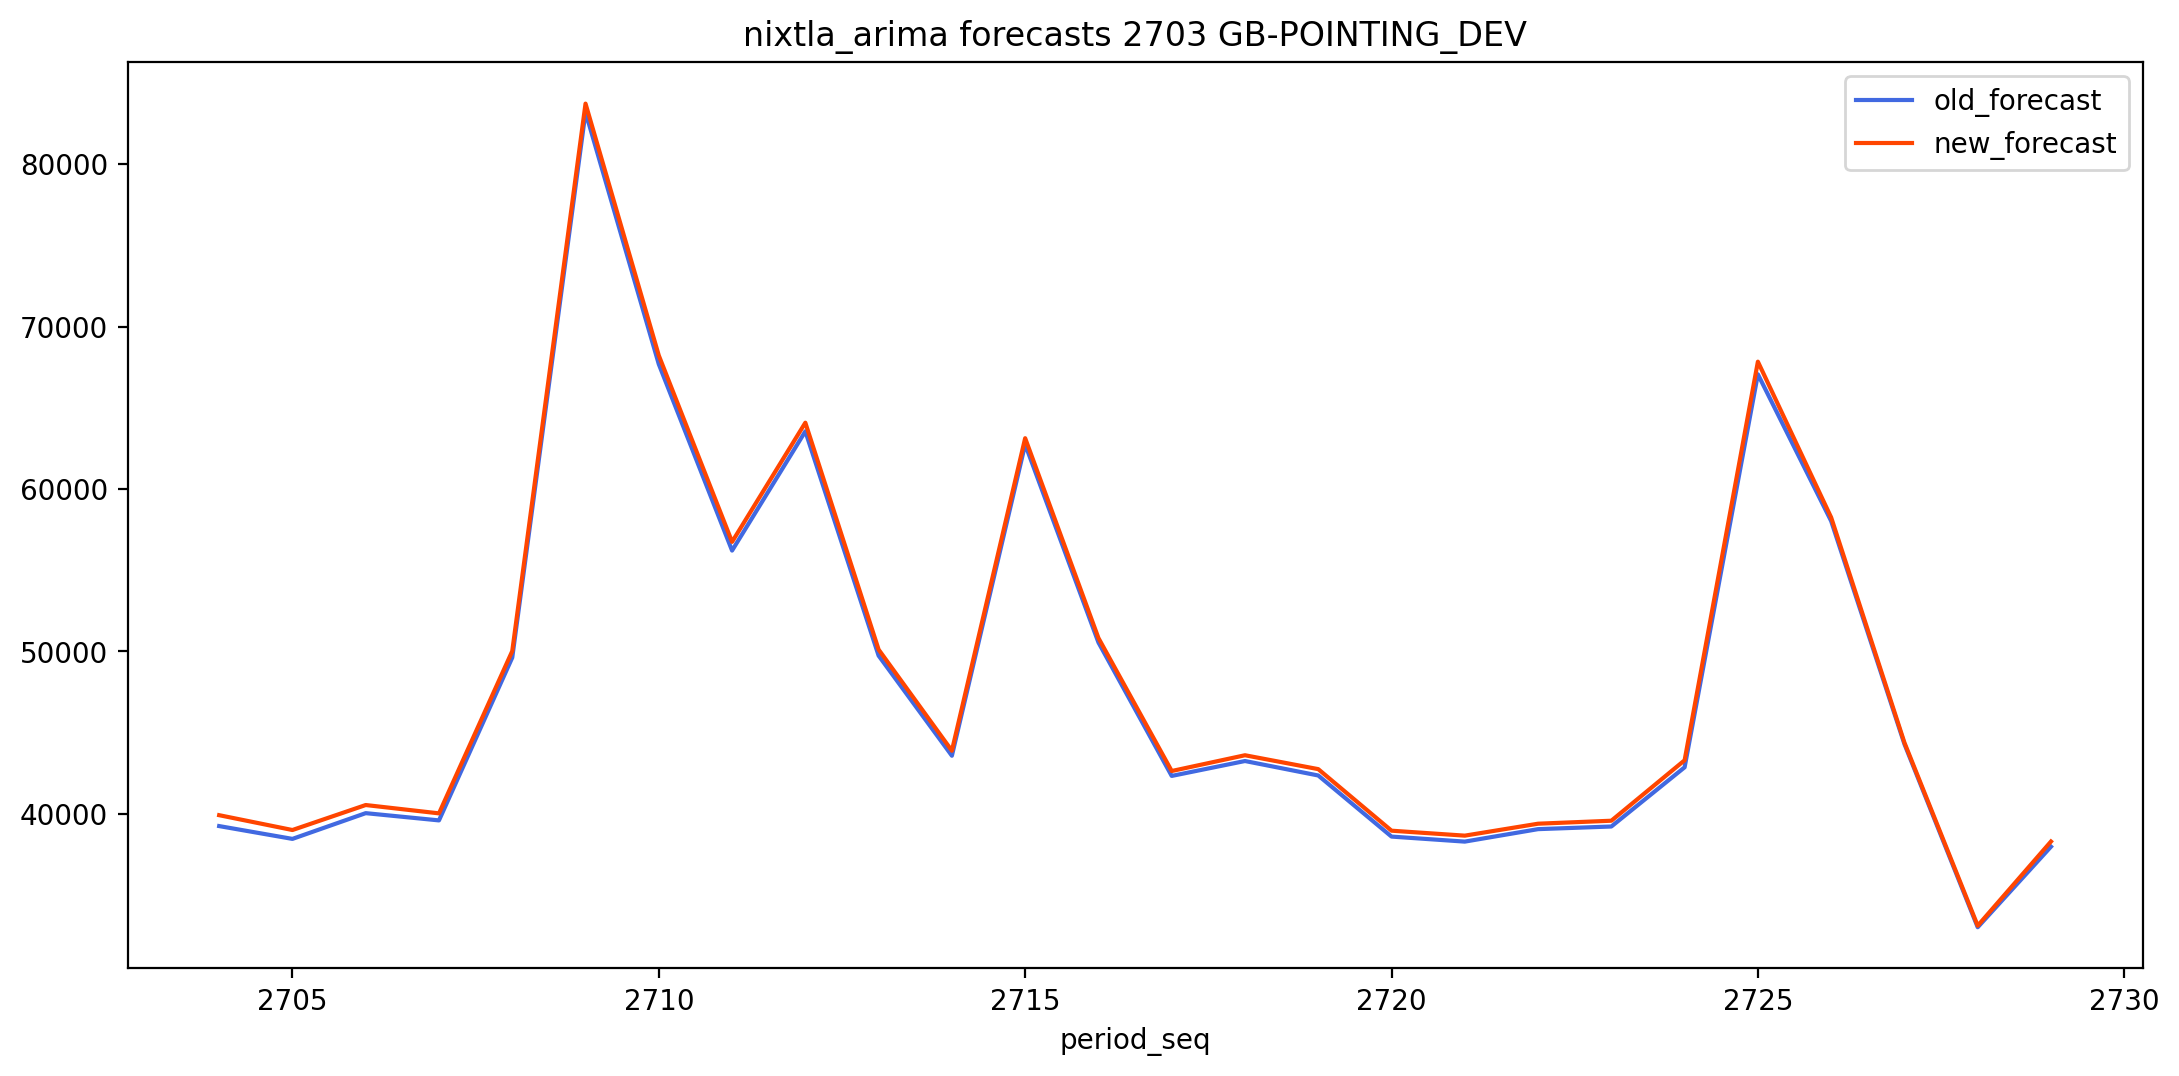 nixtla_arima forecasts 2703 GB-POINTING_DEV
old_forecast
new_forecast
80000
70000
60000
50000
40000
2705 2710 2715 2720 2725 2730
period_seq